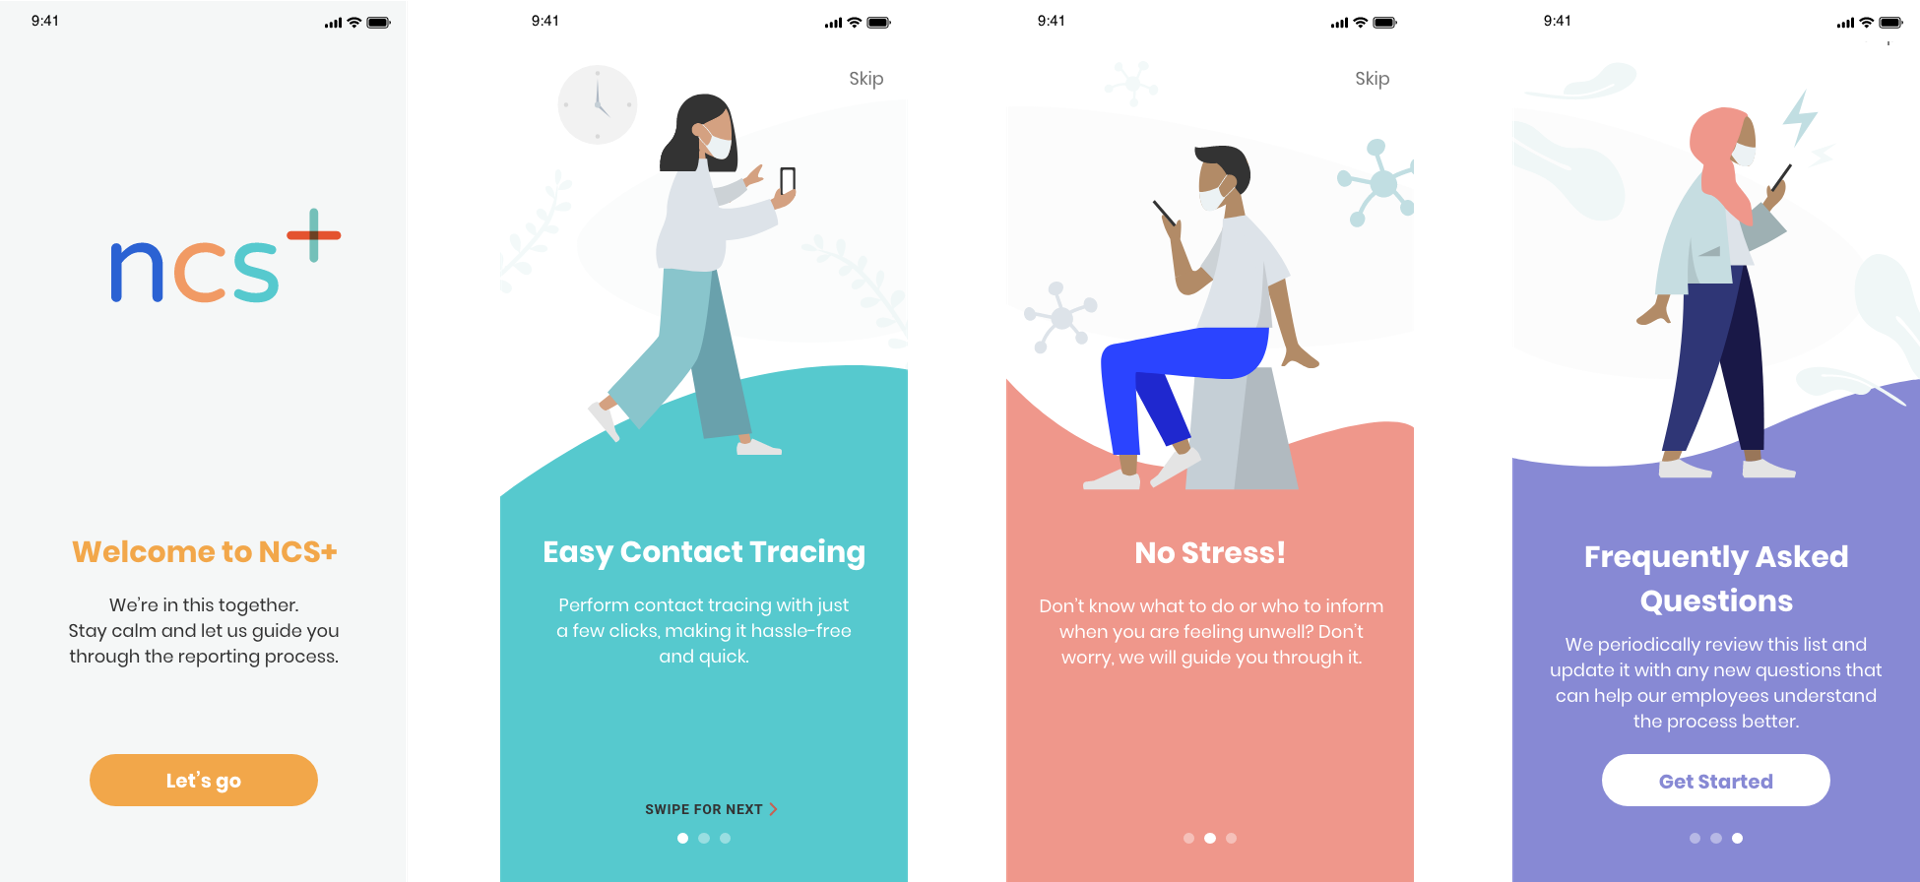 9:41
ncs+
Welcome to NCS+
We're in this together.
Stay calm and let us guide you
through the reporting process.
Let's go
9:41
Skip
Easy Contact Tracing
Perform contact tracing with just
a few clicks, making it hassle-free
and quick.
SWIPE FOR NEXT
9:41
Skip
No Stress!
Don't know what to do or who to inform
when you are feeling unwell? Don't
worry, we will guide you through it.
9:41
Frequently Asked
Questions
We periodically review this list and
update it with any new questions that
can help our employees understand
the process better.
Get Started